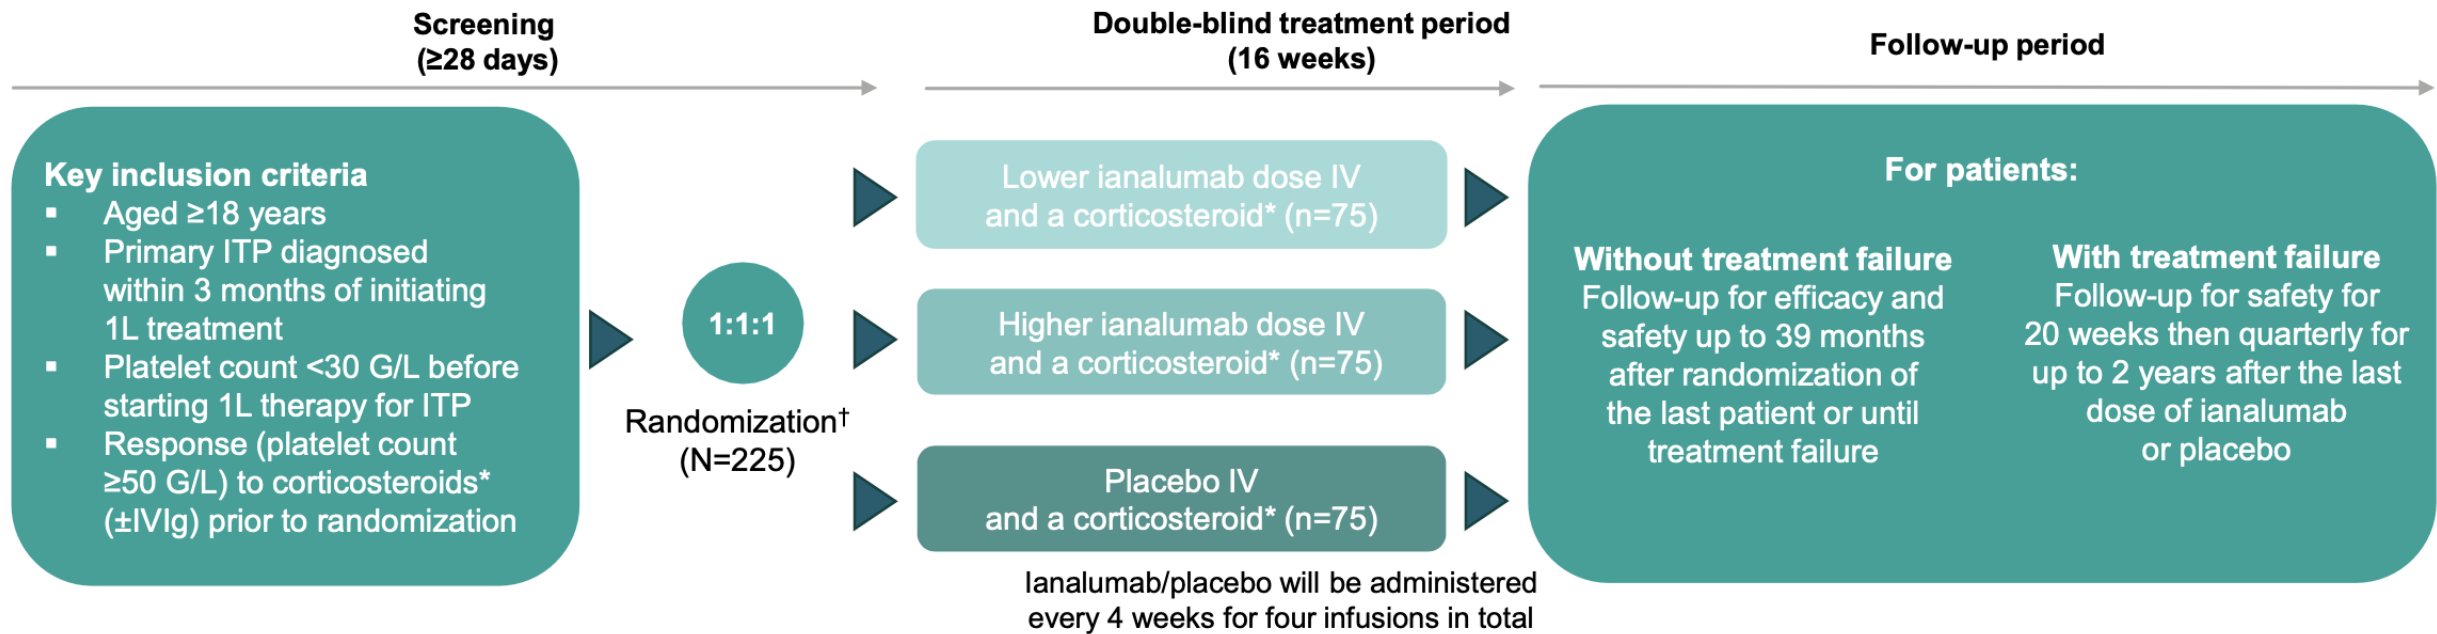 Screening
(≥28 days)
Key inclusion criteria
▪ Aged ≥18 years
▪ Primary ITP diagnosed
within 3 months of initiating
1L treatment
▪ Platelet count <30 G/L before
starting 1L therapy for ITP
▪ Response (platelet count
≥50 G/L) to corticosteroids*
(±IVIg) prior to randomization
1:1:1
Randomization†
(N=225)
Double-blind treatment period
(16 weeks)
Lower ianalumab dose IV
and a corticosteroid* (n=75)
Higher ianalumab dose IV
and a corticosteroid* (n=75)
Placebo IV
and a corticosteroid* (n=75)
Ianalumab/placebo will be administered
every 4 weeks for four infusions in total
Follow-up period
For patients:
Without treatment failure
Follow-up for efficacy and
safety up to 39 months
after randomization of
the last patient or until
treatment failure
With treatment failure
Follow-up for safety for
20 weeks then quarterly for
up to 2 years after the last
dose of ianalumab
or placebo